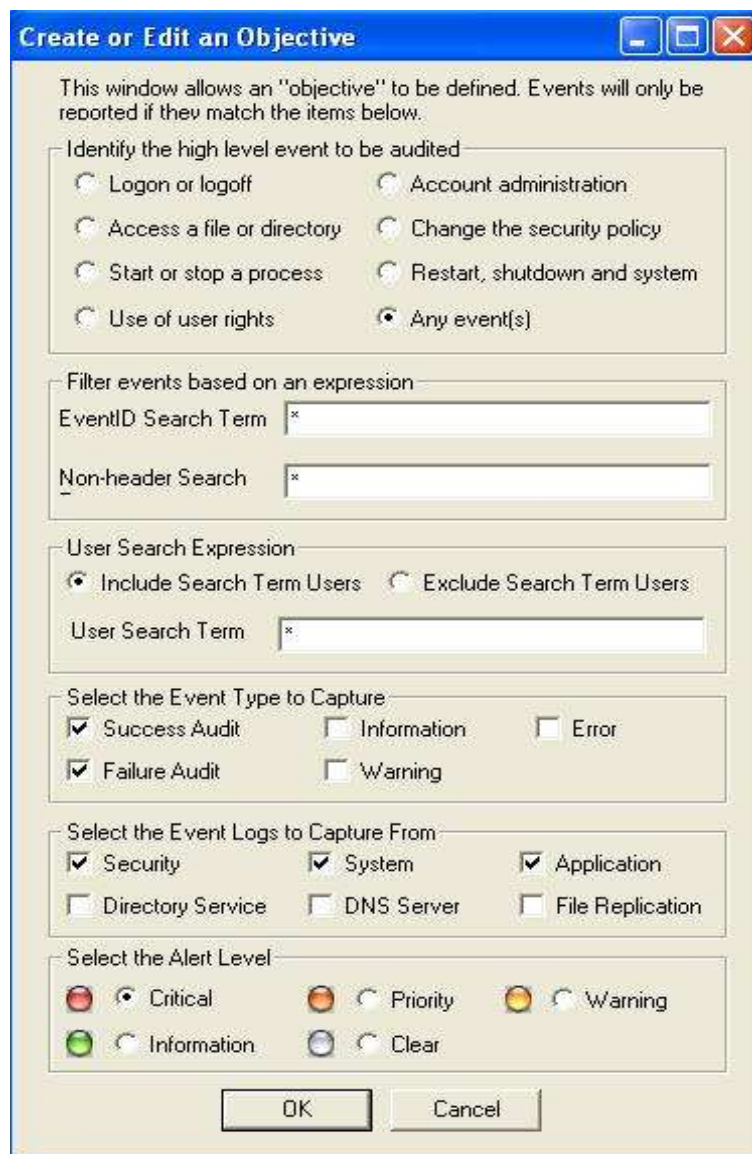 Create or Edit an Objective
This window allows an "objective" to be defined. Events will only be
reported if they match the items below.
Identify the high level event to be audited
Logon or logoff Account administration
Access a file or directory Change the security policy
Start or stop a process Restart, shutdown and system
Use of user rights Any event(s)
Filter events based on an expression
EventID Search Term *
Non-header Search *
User Search Expression
Include Search Term Users Exclude Search Term Users
User Search Term *
Select the Event Type to Capture
Success Audit Information Error
Failure Audit Warning
Select the Event Logs to Capture From
Security System Application
Directory Service DNS Server File Replication
Select the Alert Level
Critical Priority Warning
Information Clear
OK Cancel